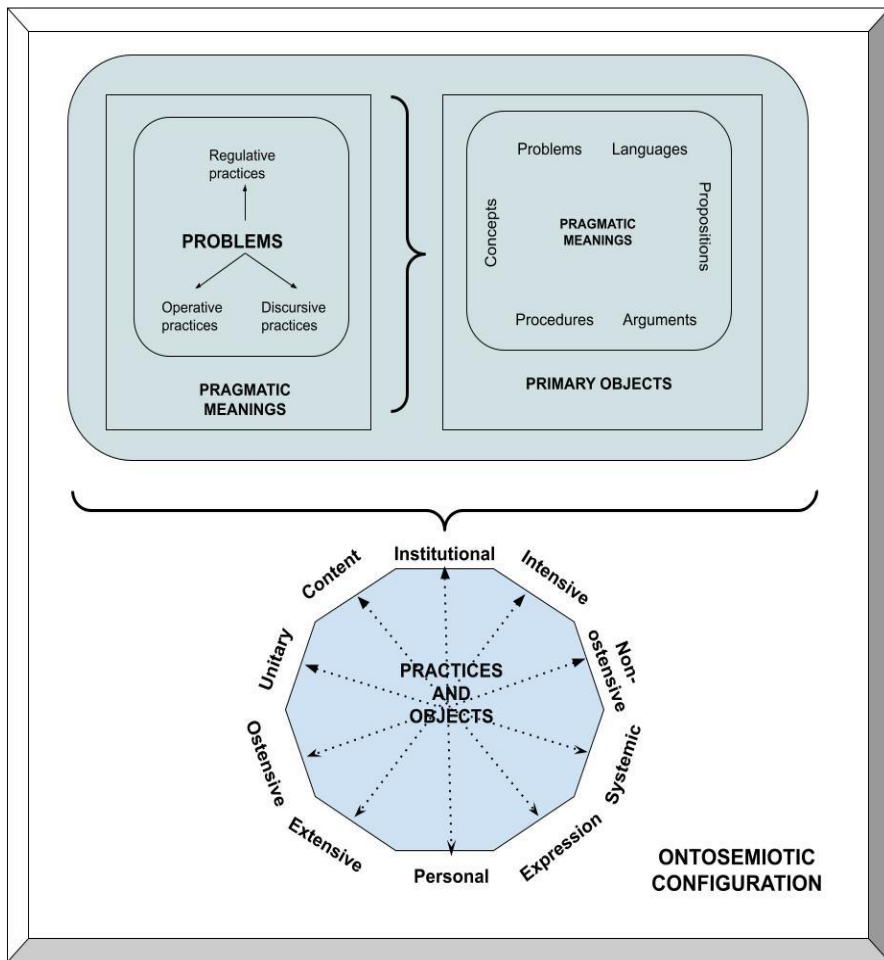 Regulative
practices
PROBLEMS
Operative
practices
Discursive
practices
PRAGMATIC
MEANINGS
Problems
Languages
Concepts
PRAGMATIC
MEANINGS
Propositions
Procedures
Arguments
PRIMARY OBJECTS
Institutional
Content
Intensive
Unitary
Non-
ostensive
PRACTICES
AND
OBJECTS
Ostensive
Systemic
Extensive
Expression
Personal
ONTOSEMIOTIC
CONFIGURATION